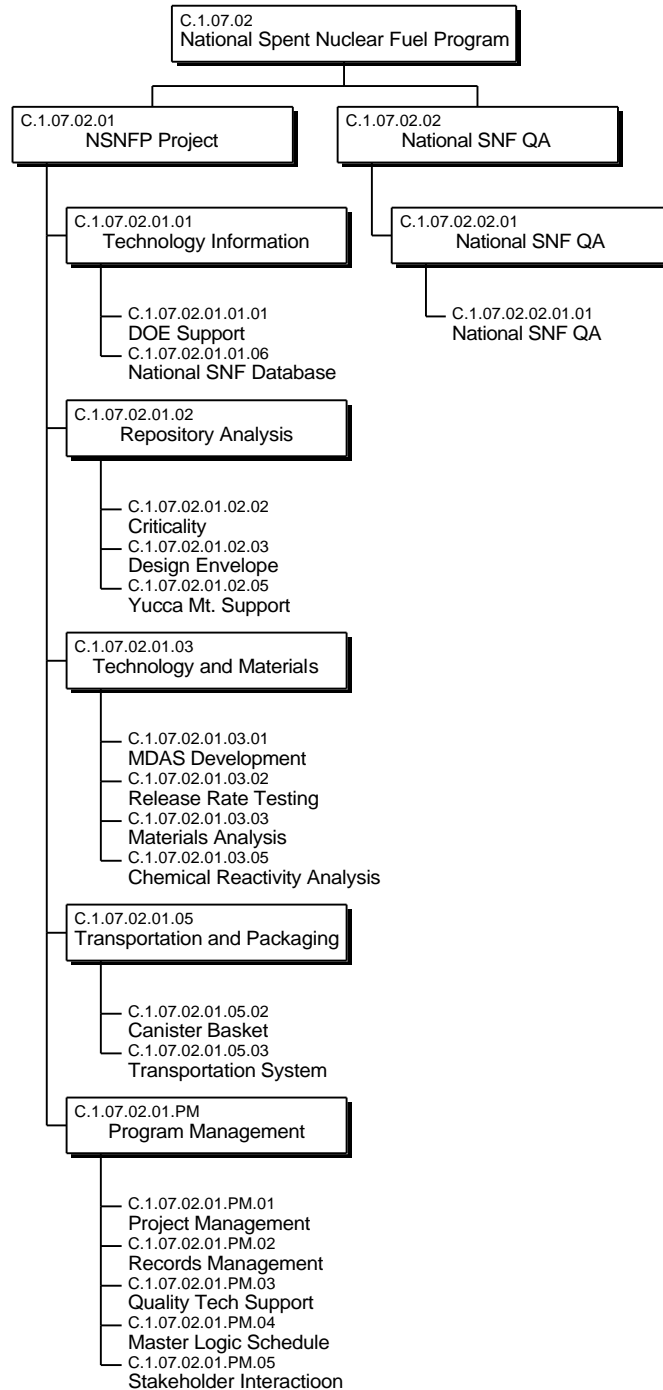 C.1.07.02
National Spent Nuclear Fuel Program
C.1.07.02.01
NSNFP Project
C.1.07.02.01.01
Technology Information
C.1.07.02.01.01.01
DOE Support
C.1.07.02.01.01.06
National SNF Database
C.1.07.02.01.02
Repository Analysis
C.1.07.02.01.02.02
Criticality
C.1.07.02.01.02.03
Design Envelope
C.1.07.02.01.02.05
Yucca Mt. Support
C.1.07.02.01.03
Technology and Materials
C.1.07.02.01.03.01
MDAS Development
C.1.07.02.01.03.02
Release Rate Testing
C.1.07.02.01.03.03
Materials Analysis
C.1.07.02.01.03.05
Chemical Reactivity Analysis
C.1.07.02.01.05
Transportation and Packaging
C.1.07.02.01.05.02
Canister Basket
C.1.07.02.01.05.03
Transportation System
C.1.07.02.01.PM
Program Management
C.1.07.02.01.PM.01
Project Management
C.1.07.02.01.PM.02
Records Management
C.1.07.02.01.PM.03
Quality Tech Support
C.1.07.02.01.PM.04
Master Logic Schedule
C.1.07.02.01.PM.05
Stakeholder Interactioon
C.1.07.02.02
National SNF QA
C.1.07.02.02.01
National SNF QA
C.1.07.02.02.01.01
National SNF QA